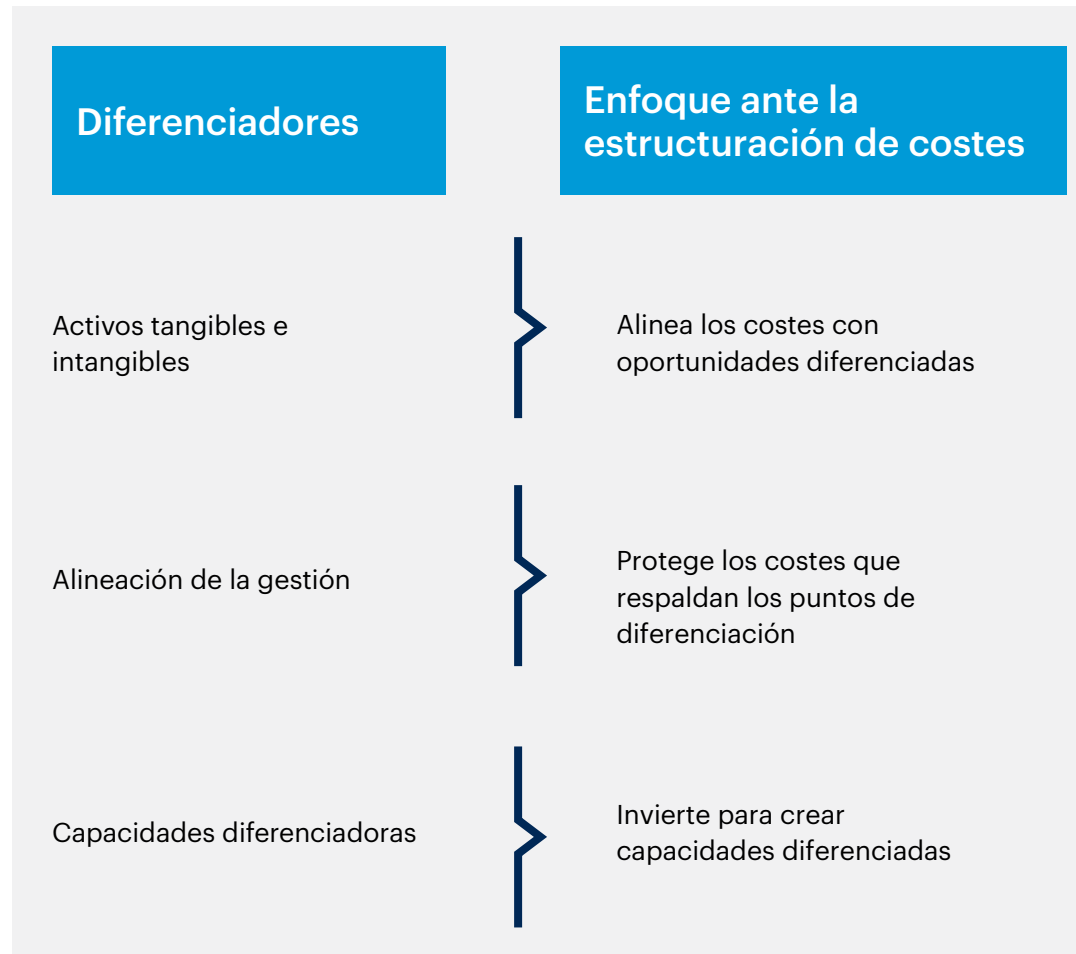 Diferenciadores
Enfoque ante la
estructuración de costes
Activos tangibles e
intangibles
Alinea los costes con
oportunidades diferenciadas
Alineación de la gestión
Protege los costes que
respaldan los puntos de
diferenciación
Capacidades diferenciadoras
Invierte para crear
capacidades diferenciadas